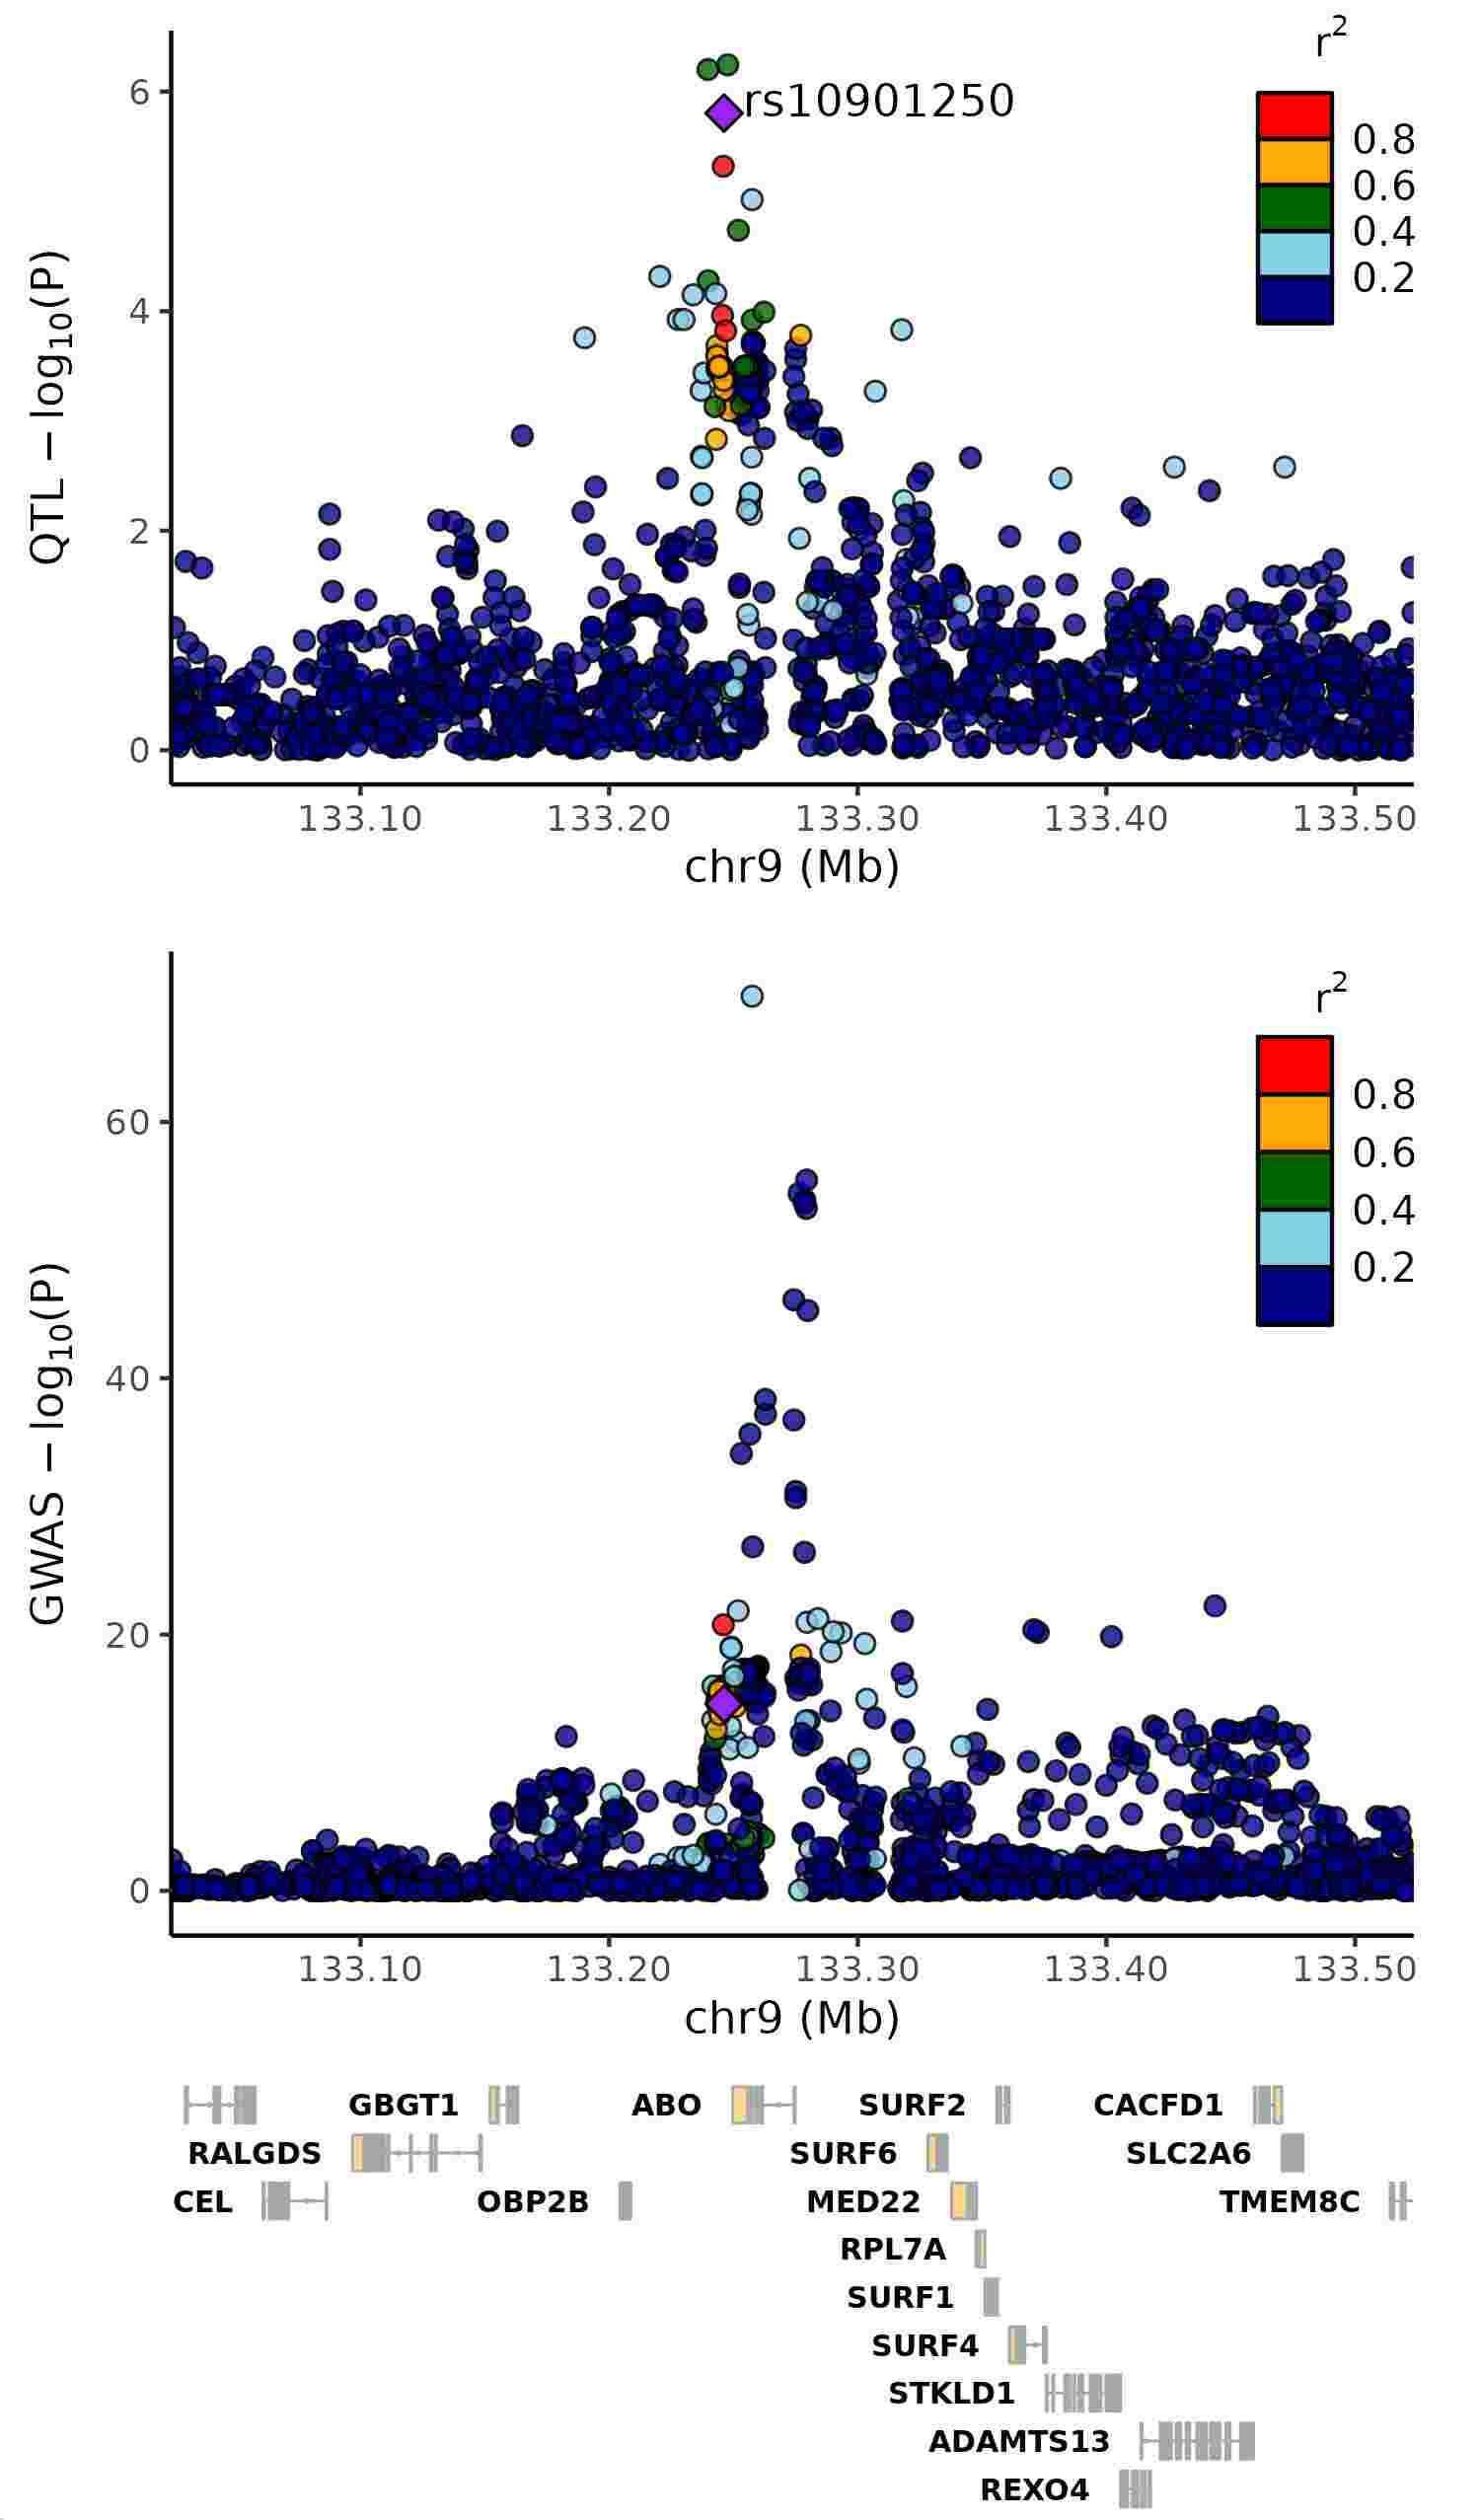 r2
6
rs10901250
0.8
0.6
0.4
0.2
4
2
0
QTL −log10(P)
133.10 133.20 133.30 133.40 133.50
chr9 (Mb)
r2
60
0.8
0.6
0.4
0.2
40
20
0
GWAS −log10(P)
133.10 133.20 133.30 133.40 133.50
chr9 (Mb)
GBGT1 ABO SURF2 CACFD1
RALGDS SURF6 SLC2A6
CEL OBP2B MED22 TMEM8C
RPL7A
SURF1
SURF4
STKLD1
ADAMTS13
REXO4